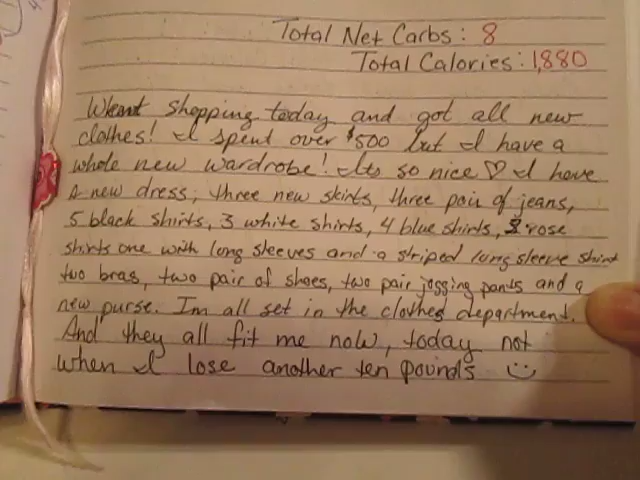 Total Net Carbs: 8
Total Calories: 1,880
Went shopping today and got all new
clothes! I spent over $500 but I have a
whole new wardrobe! Its so nice ♡ I have
a new dress, three new skirts, three pair of jeans,
5 black shirts, 3 white shirts, 4 blue shirts, 2 rose
shirts one with long sleeves and a striped long sleeve shirt
two bras, two pair of shoes, two pair jogging pants and a
new purse. I'm all set in the clothes department.
And they all fit me now, today not
when I lose another ten pounds :)